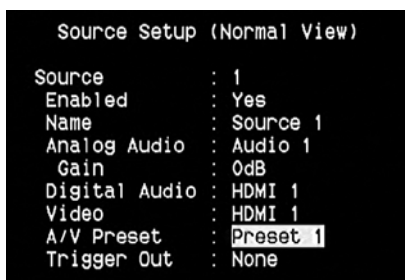 Source Setup (Normal View)
Source : 1
Enabled : Yes
Name : Source 1
Analog Audio : Audio 1
Gain : 0dB
Digital Audio : HDMI 1
Video : HDMI 1
A/V Preset : Preset 1
Trigger Out : None